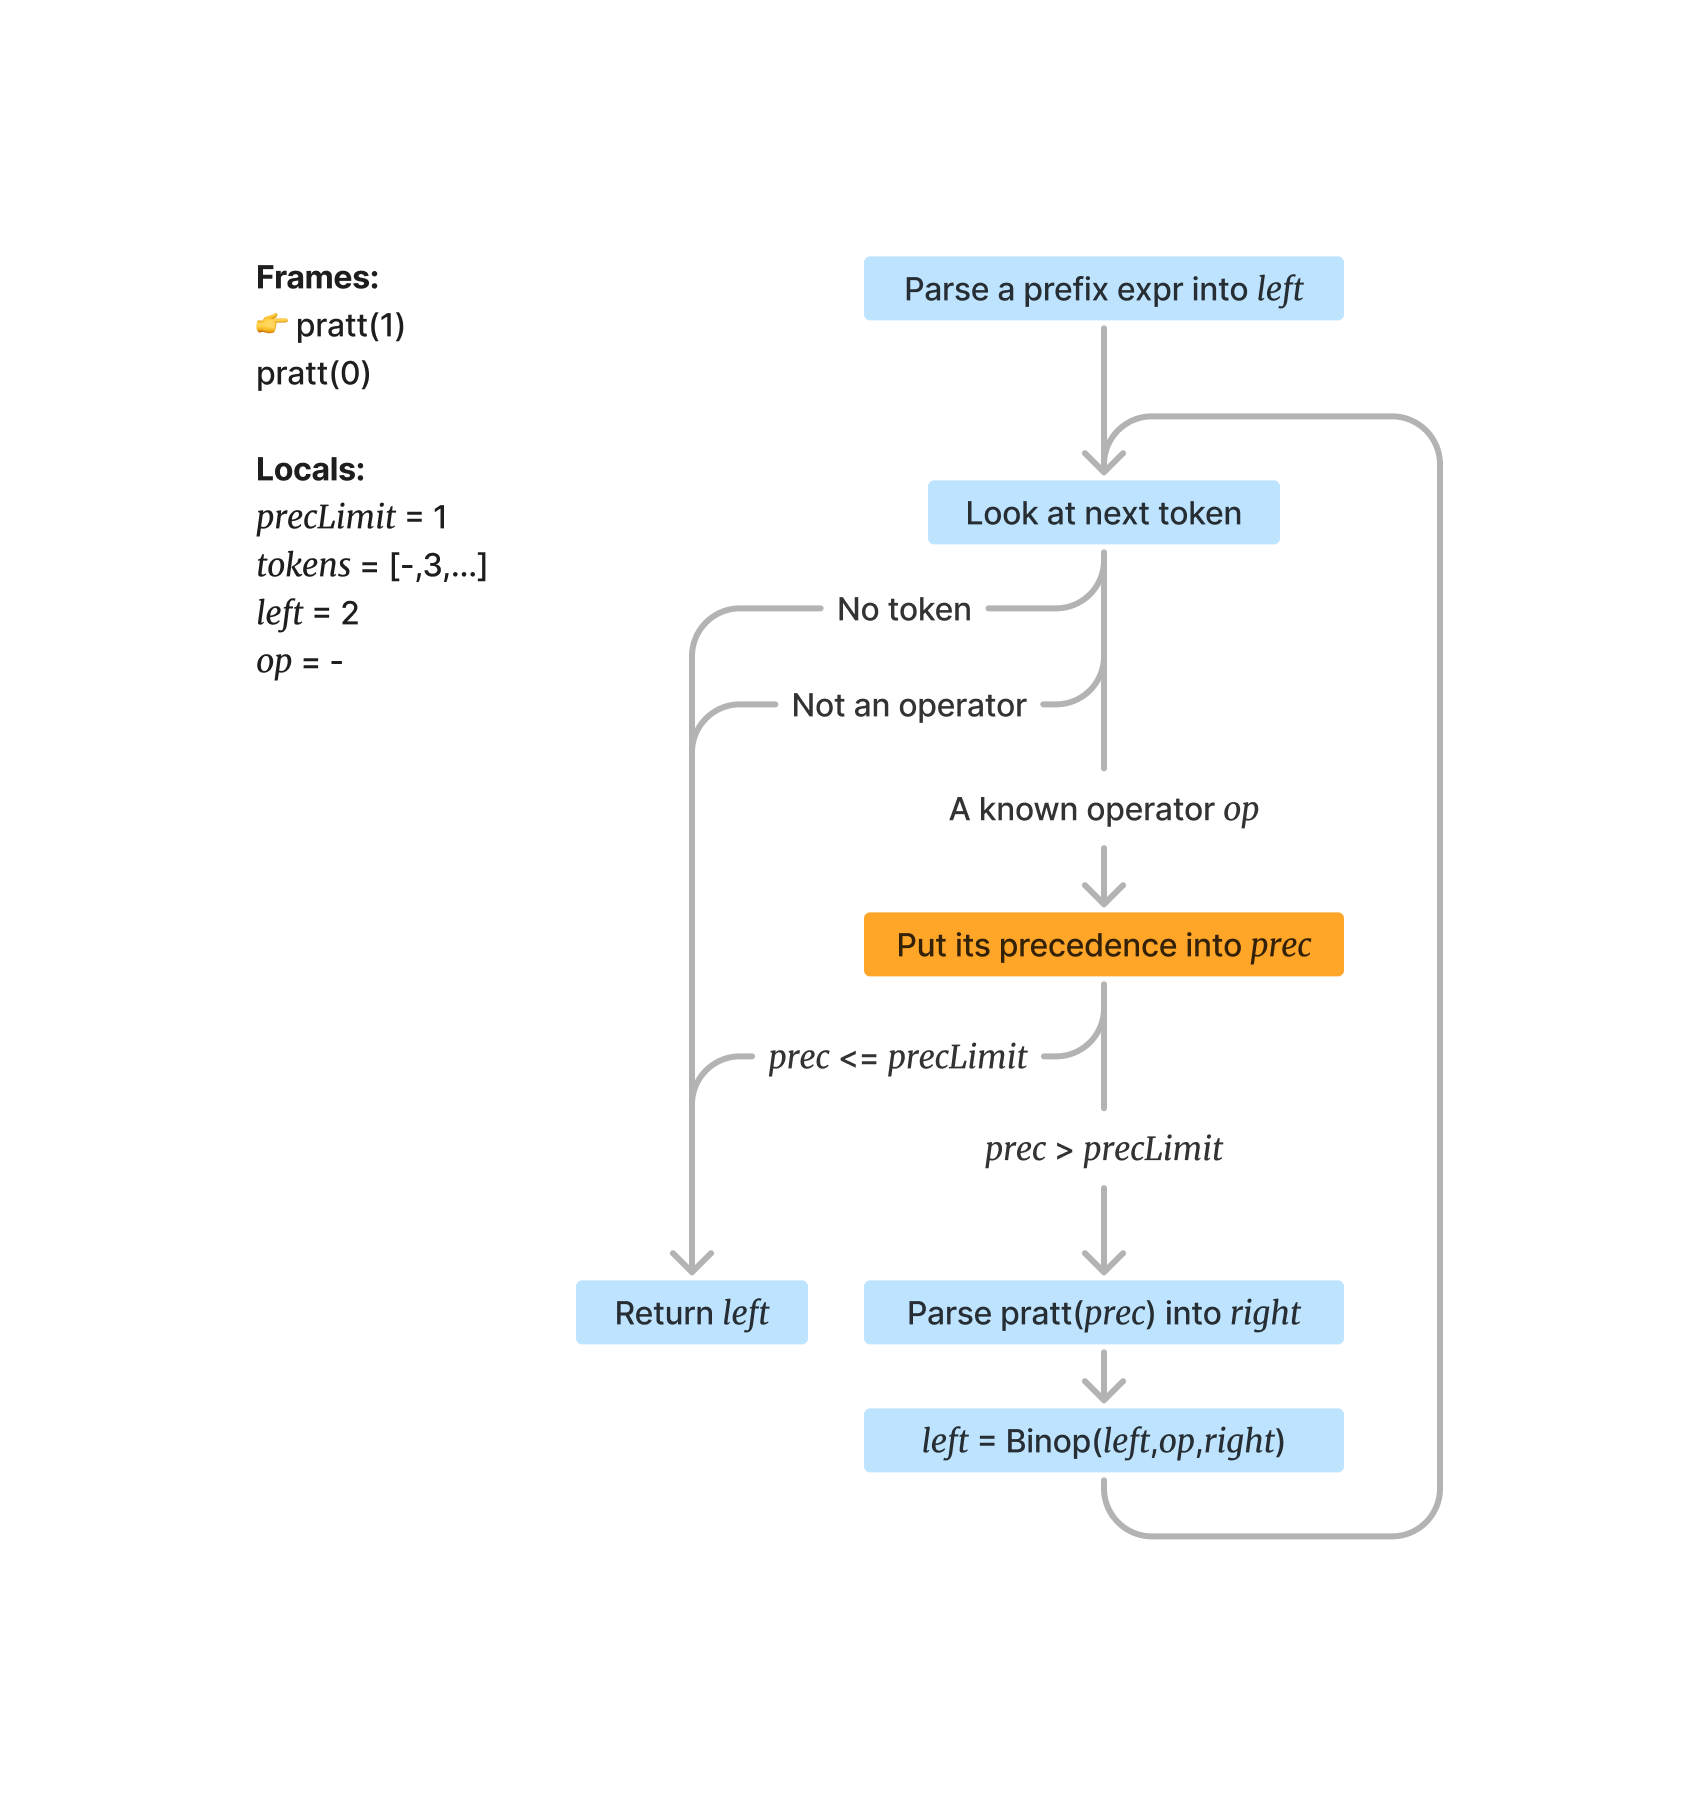 Frames:
👉 pratt(1)
pratt(0)
Locals:
precLimit = 1
tokens = [-,3,...]
left = 2
op = -
Parse a prefix expr into left
Look at next token
No token
Not an operator
A known operator op
Put its precedence into prec
prec <= precLimit
prec > precLimit
Return left
Parse pratt(prec) into right
left = Binop(left,op,right)